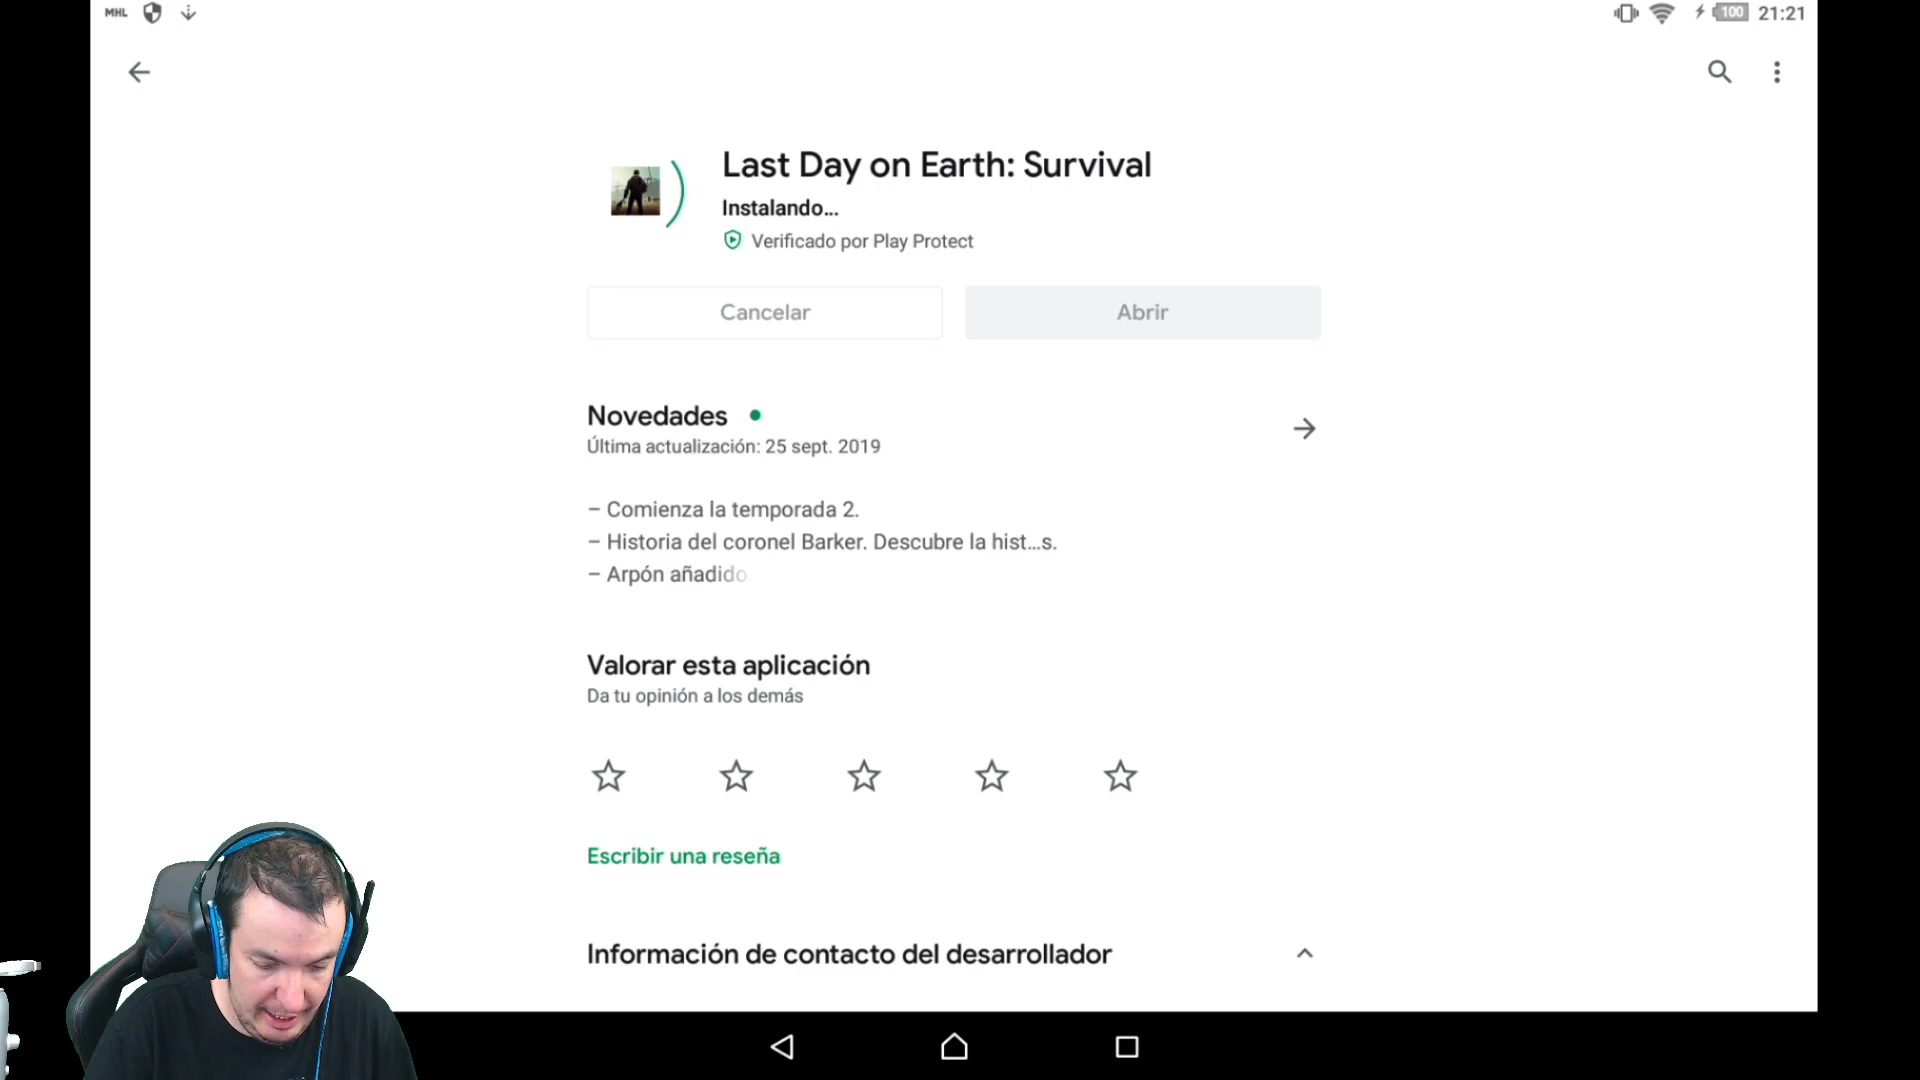 MHL
100
21:21
Last Day on Earth: Survival
Instalando...
Verificado por Play Protect
Cancelar
Abrir
Novedades
Última actualización: 25 sept. 2019
– Comienza la temporada 2.
– Historia del coronel Barker. Descubre la hist...s.
– Arpón añadido
Valorar esta aplicación
Da tu opinión a los demás
Escribir una reseña
Información de contacto del desarrollador